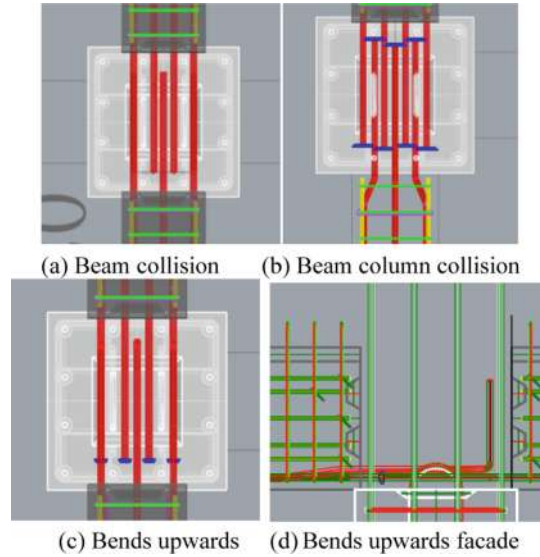 (a) Beam collision
(b) Beam column collision
(c) Bends upwards
(d) Bends upwards facade